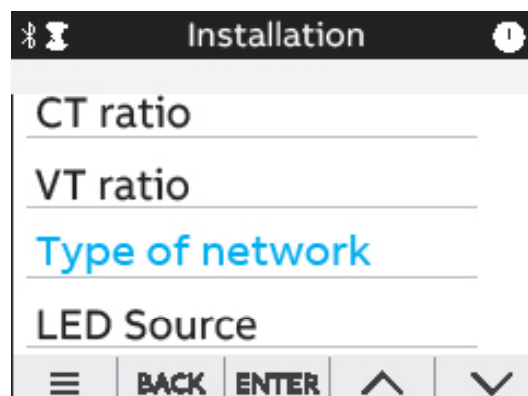 Installation
CT ratio
VT ratio
Type of network
LED Source
BACK ENTER